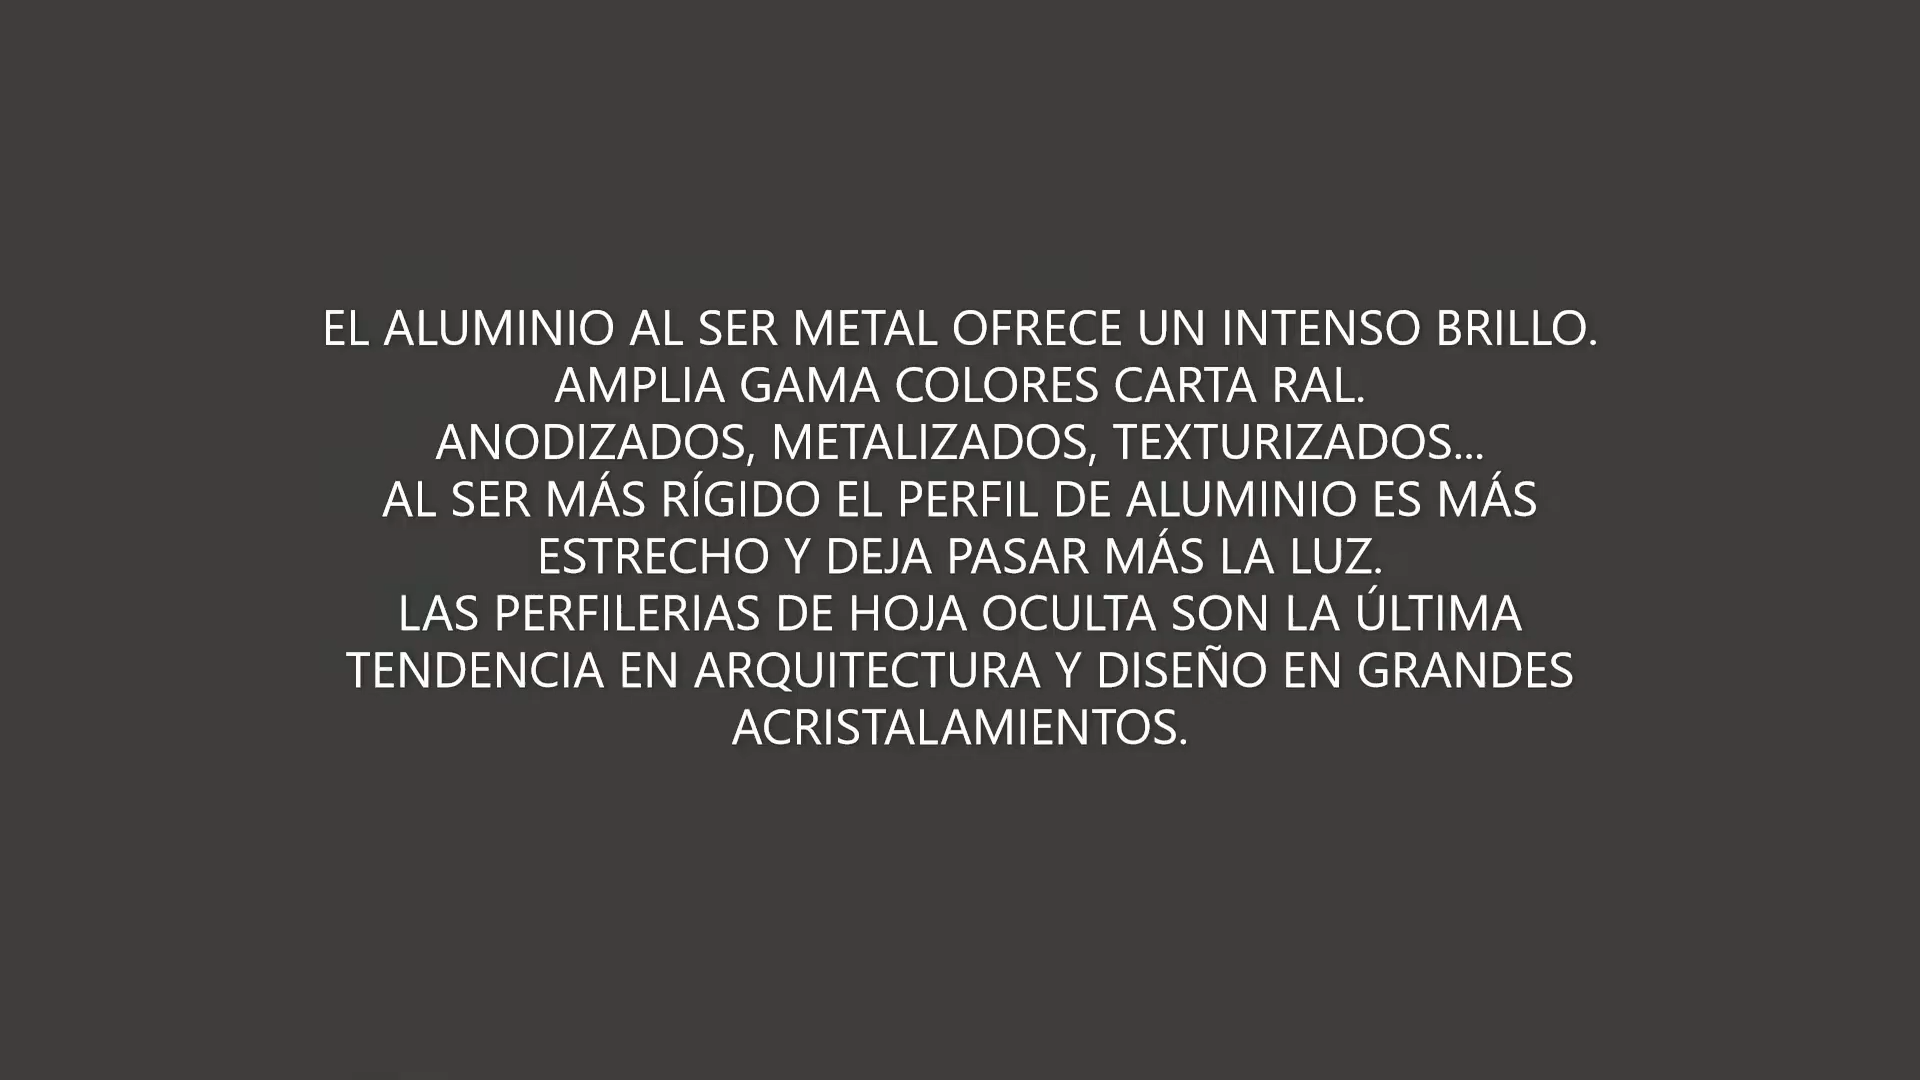 EL ALUMINIO AL SER METAL OFRECE UN INTENSO BRILLO.
AMPLIA GAMA COLORES CARTA RAL.
ANODIZADOS, METALIZADOS, TEXTURIZADOS...
AL SER MÁS RÍGIDO EL PERFIL DE ALUMINIO ES MÁS
ESTRECHO Y DEJA PASAR MÁS LA LUZ.
LAS PERFILERIAS DE HOJA OCULTA SON LA ÚLTIMA
TENDENCIA EN ARQUITECTURA Y DISEÑO EN GRANDES
ACRISTALAMIENTOS.